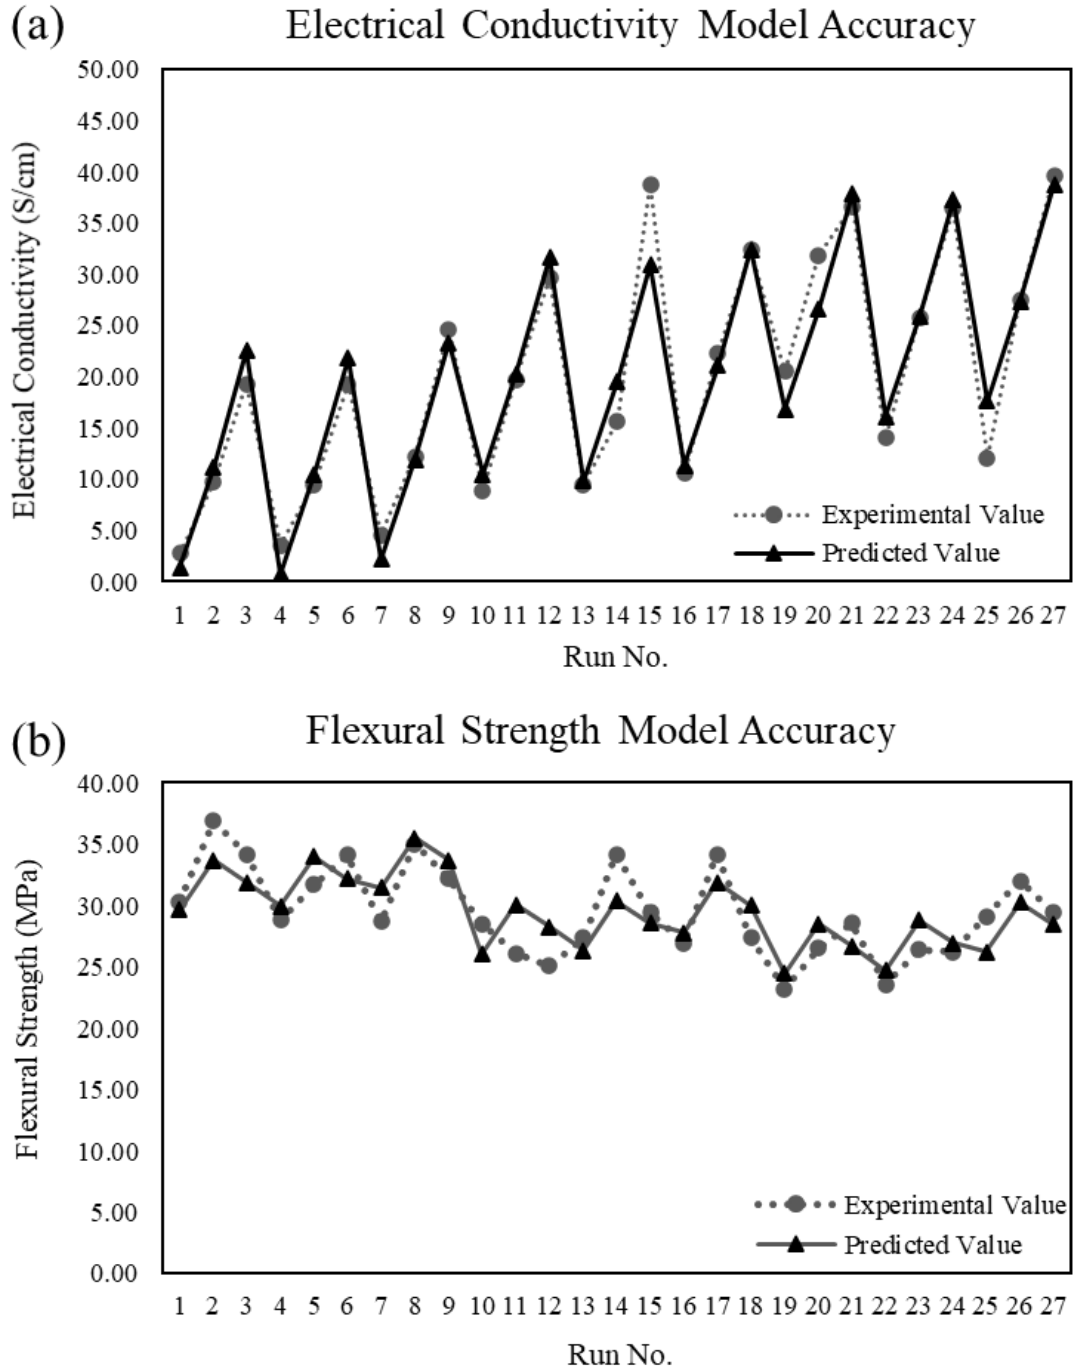 (a)
Electrical Conductivity Model Accuracy
50.00
45.00
40.00
35.00
30.00
25.00
20.00
15.00
10.00
5.00
0.00
Electrical Conductivity (S/cm)
Experimental Value
Predicted Value
1 2 3 4 5 6 7 8 9 10 11 12 13 14 15 16 17 18 19 20 21 22 23 24 25 26 27
Run No.
(b)
Flexural Strength Model Accuracy
40.00
35.00
30.00
25.00
20.00
15.00
10.00
5.00
0.00
Flexural Strength (MPa)
Experimental Value
Predicted Value
1 2 3 4 5 6 7 8 9 10 11 12 13 14 15 16 17 18 19 20 21 22 23 24 25 26 27
Run No.